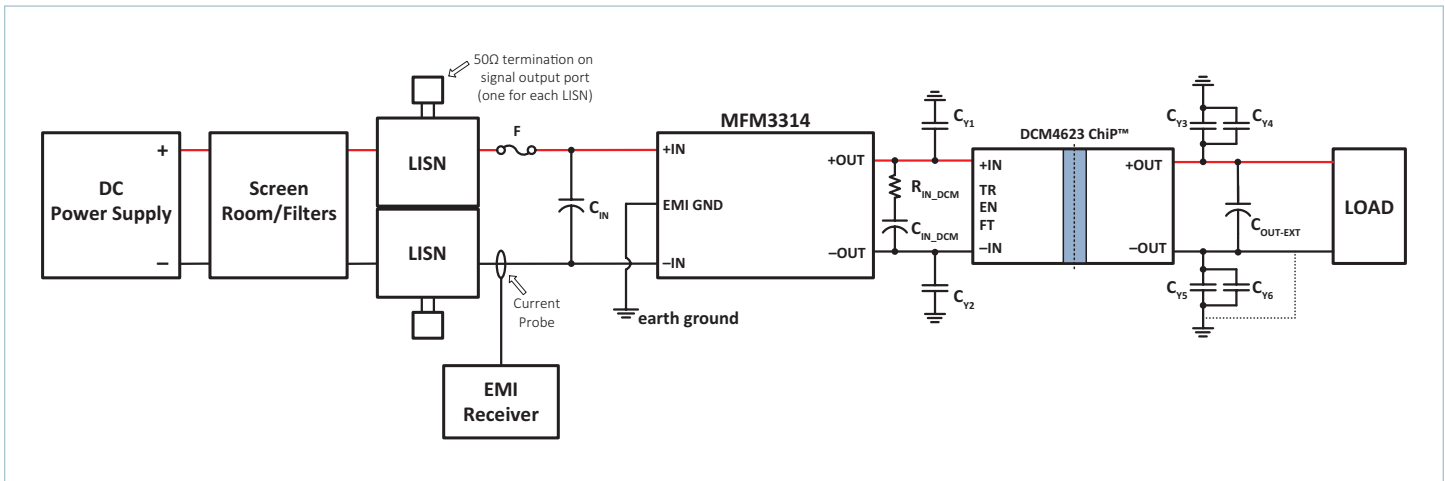 50Ω termination on
signal output port
(one for each LISN)
DC
Power Supply
+
–
Screen
Room/Filters
LISN
LISN
F
C_IN
Current
Probe
EMI
Receiver
MFM3314
+IN
EMI GND
–IN
+OUT
–OUT
earth ground
C_Y1
R_IN_DCM
C_IN_DCM
C_Y2
DCM4623 ChiP™
+IN
TR
EN
FT
–IN
+OUT
–OUT
C_Y3
C_Y4
C_OUT-EXT
C_Y5
C_Y6
LOAD